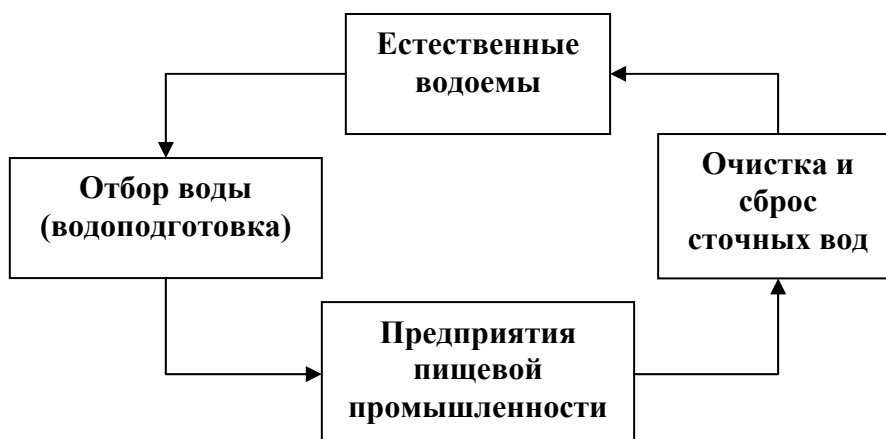 Естественные
водоемы
Отбор воды
(водоподготовка)
Очистка и
сброс
сточных вод
Предприятия
пищевой
промышленности